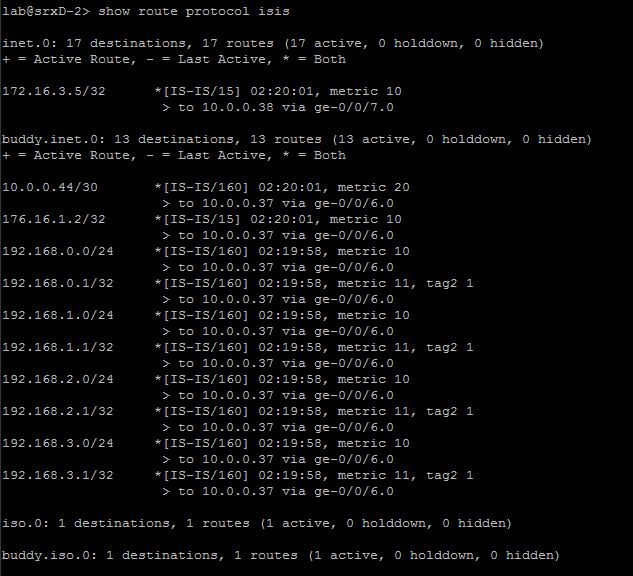 lab@srxD-2> show route protocol isis
inet.0: 17 destinations, 17 routes (17 active, 0 holddown, 0 hidden)
+ = Active Route, - = Last Active, * = Both
172.16.3.5/32 *[IS-IS/15] 02:20:01, metric 10
> to 10.0.0.38 via ge-0/0/7.0
buddy.inet.0: 13 destinations, 13 routes (13 active, 0 holddown, 0 hidden)
+ = Active Route, - = Last Active, * = Both
10.0.0.44/30 *[IS-IS/160] 02:20:01, metric 20
> to 10.0.0.37 via ge-0/0/6.0
176.16.1.2/32 *[IS-IS/15] 02:20:01, metric 10
> to 10.0.0.37 via ge-0/0/6.0
192.168.0.0/24 *[IS-IS/160] 02:19:58, metric 10
> to 10.0.0.37 via ge-0/0/6.0
192.168.0.1/32 *[IS-IS/160] 02:19:58, metric 11, tag2 1
> to 10.0.0.37 via ge-0/0/6.0
192.168.1.0/24 *[IS-IS/160] 02:19:58, metric 10
> to 10.0.0.37 via ge-0/0/6.0
192.168.1.1/32 *[IS-IS/160] 02:19:58, metric 11, tag2 1
> to 10.0.0.37 via ge-0/0/6.0
192.168.2.0/24 *[IS-IS/160] 02:19:58, metric 10
> to 10.0.0.37 via ge-0/0/6.0
192.168.2.1/32 *[IS-IS/160] 02:19:58, metric 11, tag2 1
> to 10.0.0.37 via ge-0/0/6.0
192.168.3.0/24 *[IS-IS/160] 02:19:58, metric 10
> to 10.0.0.37 via ge-0/0/6.0
192.168.3.1/32 *[IS-IS/160] 02:19:58, metric 11, tag2 1
> to 10.0.0.37 via ge-0/0/6.0
iso.0: 1 destinations, 1 routes (1 active, 0 holddown, 0 hidden)
buddy.iso.0: 1 destinations, 1 routes (1 active, 0 holddown, 0 hidden)